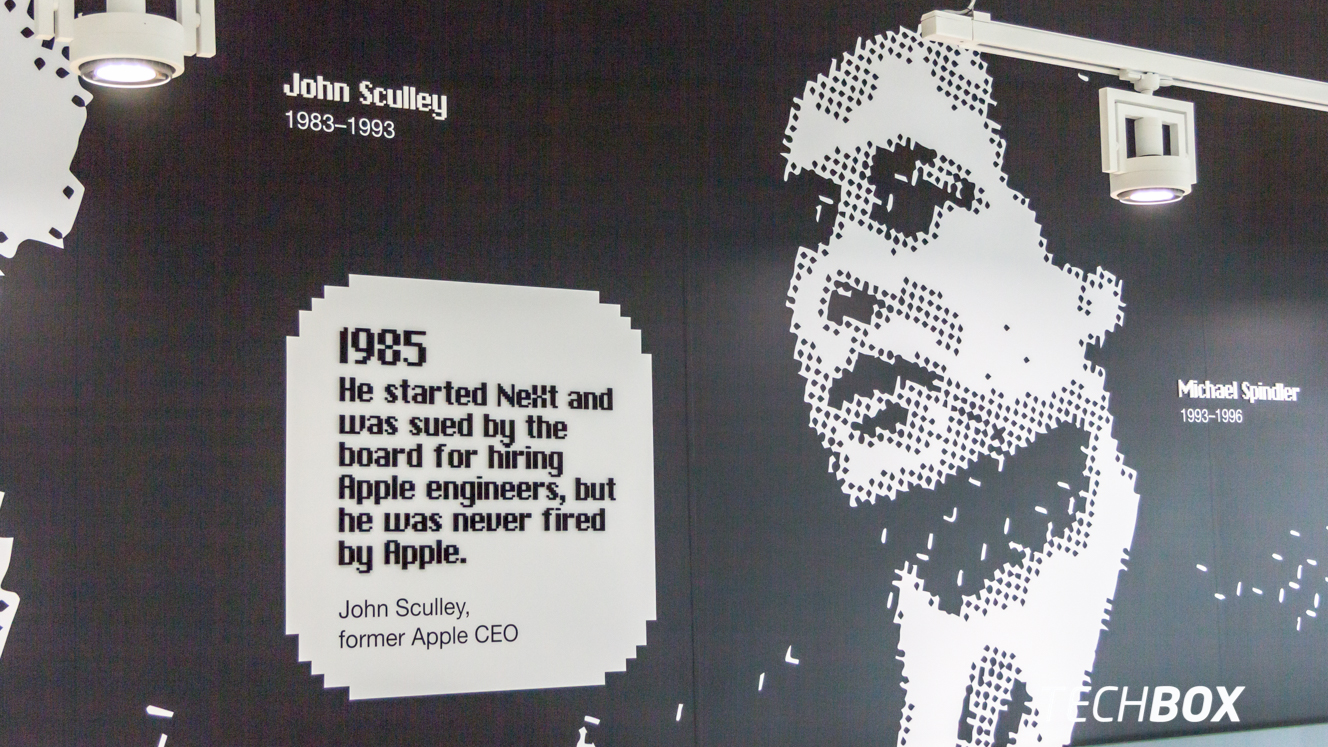 John Sculley
1983–1993
1985
He started NeXt and
was sued by the
board for hiring
Apple engineers, but
he was never fired
by Apple.
John Sculley,
former Apple CEO
Michael Spindler
1993–1996
TECHBOX